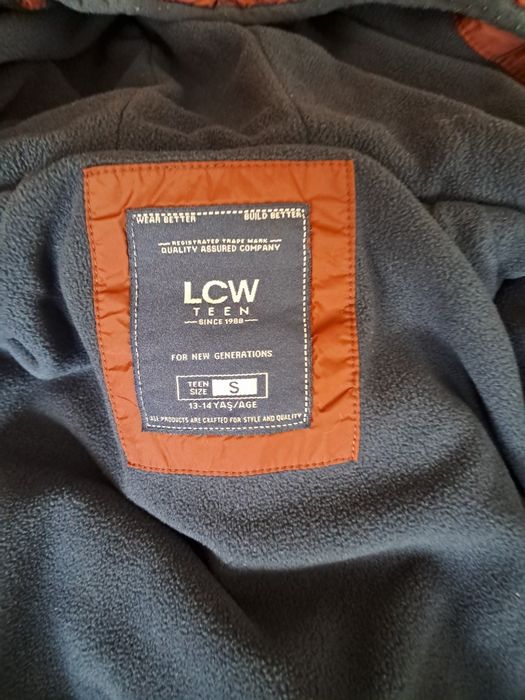 WEAR BETTER BUILD BETTER
REGISTRATED TRADE MARK
QUALITY ASSURED COMPANY
LCW
TEEN
SINCE 1988
FOR NEW GENERATIONS
TEEN SIZE S
13-14 YAŞ/AGE
ALL PRODUCTS ARE CRAFTED FOR STYLE AND QUALITY